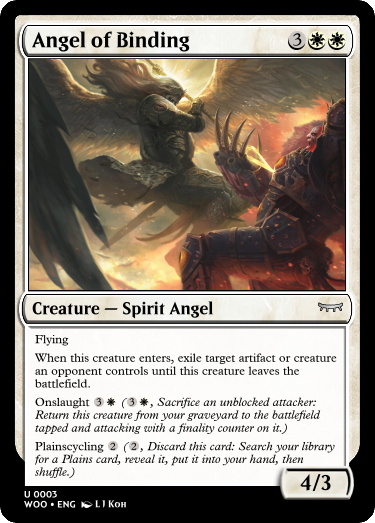 Angel of Binding 3
Creature — Spirit Angel
Flying
When this creature enters, exile target artifact or creature
an opponent controls until this creature leaves the
battlefield.
Onslaught 3 (3, Sacrifice an unblocked attacker:
Return this creature from your graveyard to the battlefield
tapped and attacking with a finality counter on it.)
Plainscycling 2 (2, Discard this card: Search your library
for a Plains card, reveal it, put it into your hand, then
shuffle.)
4/3
U 0003
WOO • ENG L I Koh